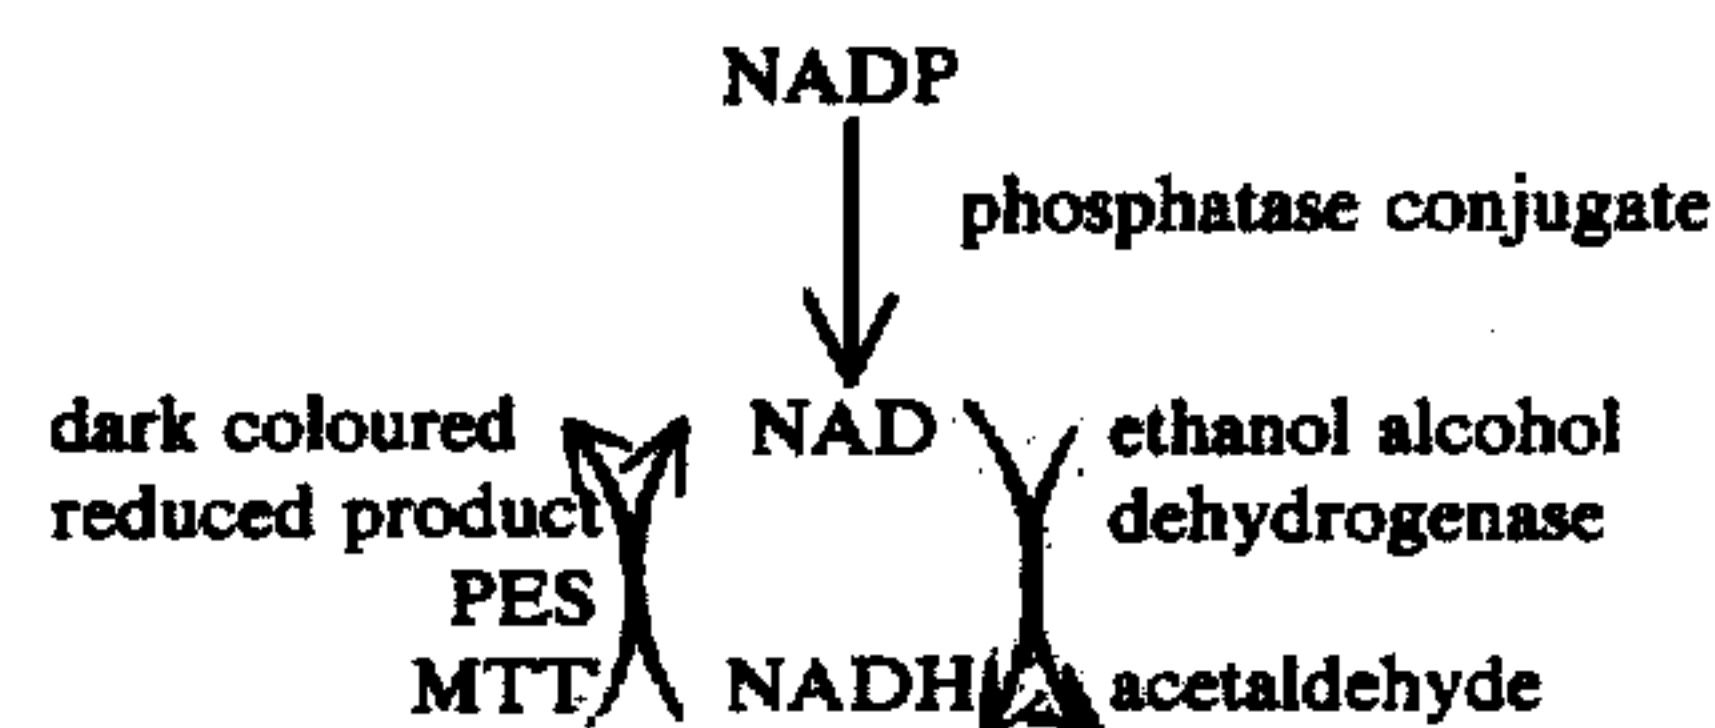 NADP
phosphatase conjugate
dark coloured
reduced product
PES
MTT
NAD
NADH
ethanol alcohol
dehydrogenase
acetaldehyde